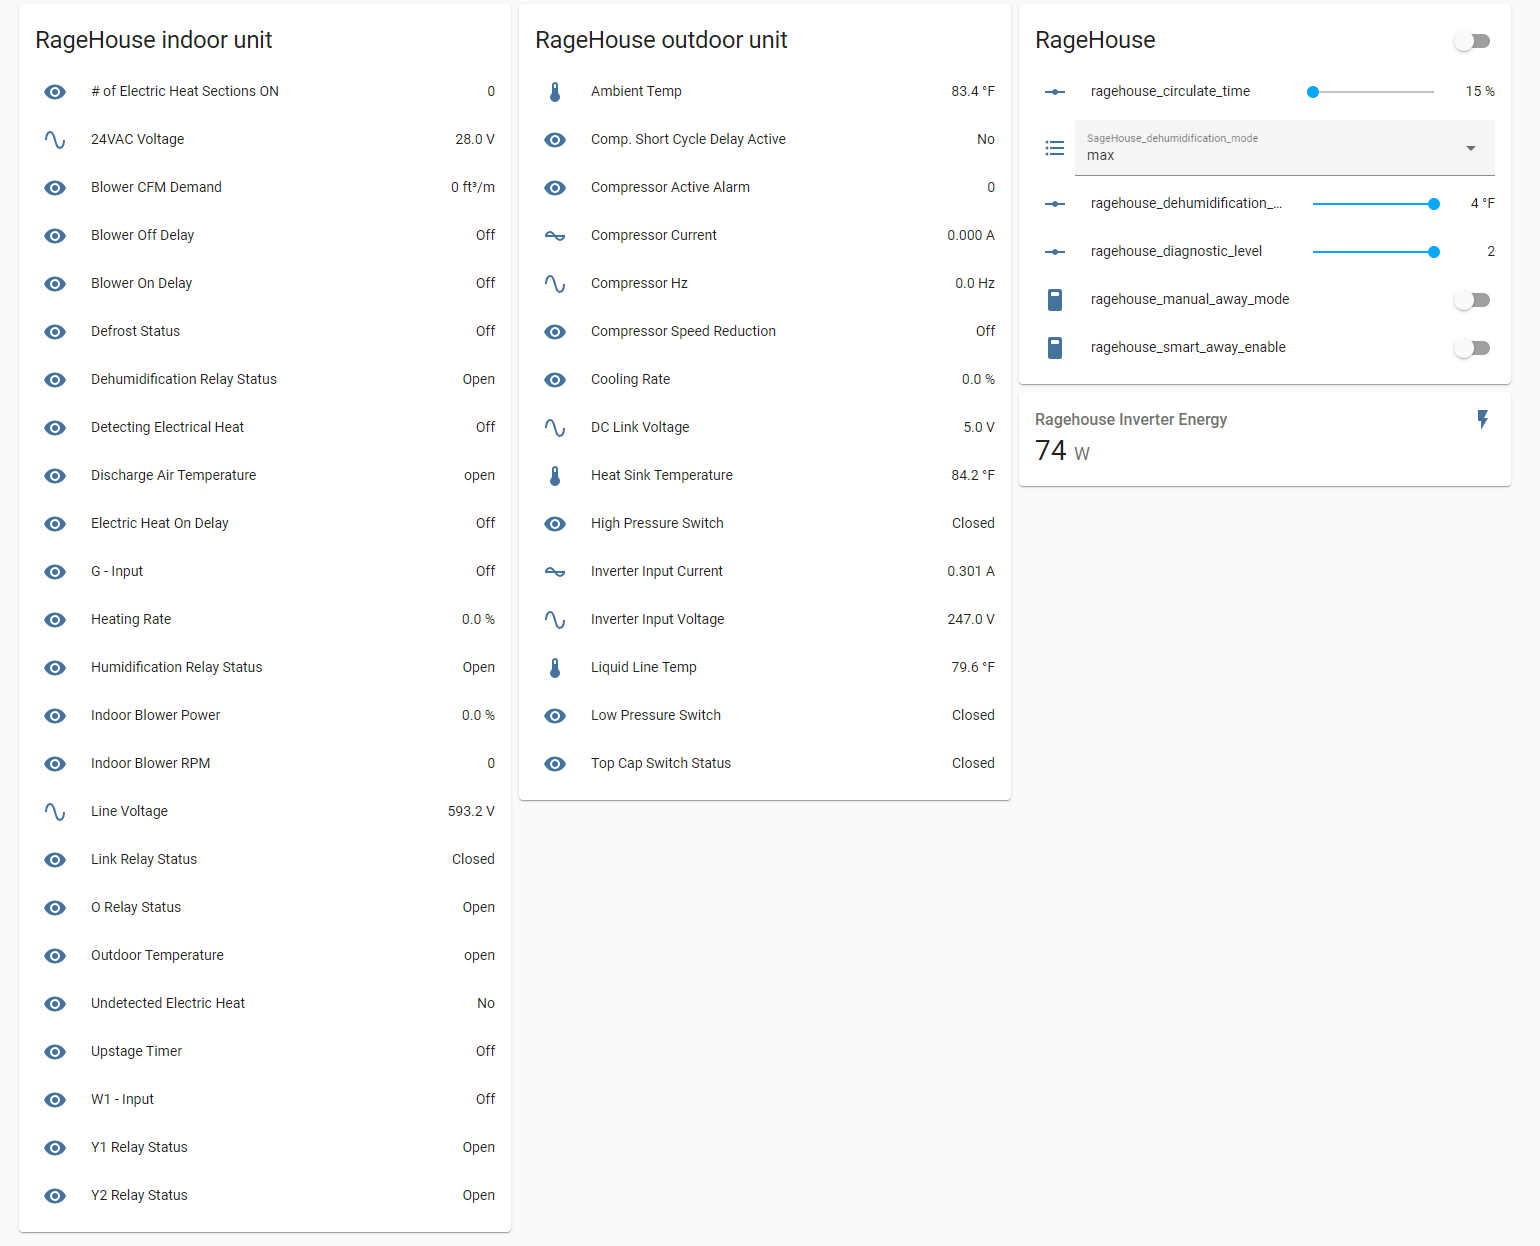 RageHouse indoor unit
# of Electric Heat Sections ON 0
24VAC Voltage 28.0 V
Blower CFM Demand 0 ft³/m
Blower Off Delay Off
Blower On Delay Off
Defrost Status Off
Dehumidification Relay Status Open
Detecting Electrical Heat Off
Discharge Air Temperature open
Electric Heat On Delay Off
G - Input Off
Heating Rate 0.0 %
Humidification Relay Status Open
Indoor Blower Power 0.0 %
Indoor Blower RPM 0
Line Voltage 593.2 V
Link Relay Status Closed
O Relay Status Open
Outdoor Temperature open
Undetected Electric Heat No
Upstage Timer Off
W1 - Input Off
Y1 Relay Status Open
Y2 Relay Status Open
RageHouse outdoor unit
Ambient Temp 83.4 °F
Comp. Short Cycle Delay Active No
Compressor Active Alarm 0
Compressor Current 0.000 A
Compressor Hz 0.0 Hz
Compressor Speed Reduction Off
Cooling Rate 0.0 %
DC Link Voltage 5.0 V
Heat Sink Temperature 84.2 °F
High Pressure Switch Closed
Inverter Input Current 0.301 A
Inverter Input Voltage 247.0 V
Liquid Line Temp 79.6 °F
Low Pressure Switch Closed
Top Cap Switch Status Closed
RageHouse
ragehouse_circulate_time 15 %
SageHouse_dehumidification_mode
max
ragehouse_dehumidification_... 4 °F
ragehouse_diagnostic_level 2
ragehouse_manual_away_mode
ragehouse_smart_away_enable
Ragehouse Inverter Energy
74 W